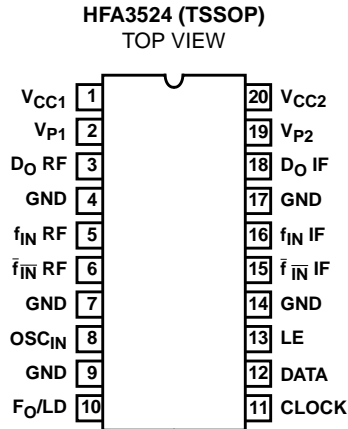 HFA3524 (TSSOP)
TOP VIEW
VCC1 1 20 VCC2
VP1 2 19 VP2
DO RF 3 18 DO IF
GND 4 17 GND
fIN RF 5 16 fIN IF
f̄I̅N̅ RF 6 15 f̄ I̅N̅ IF
GND 7 14 GND
OSCIN 8 13 LE
GND 9 12 DATA
FO/LD 10 11 CLOCK